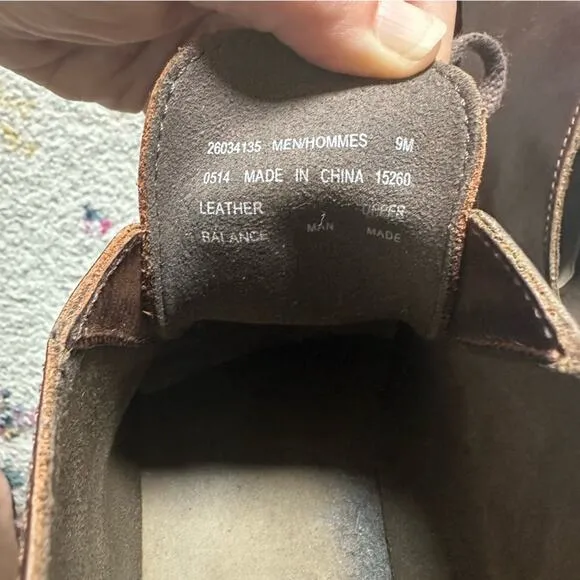 26034135 MEN/HOMMES 9M
0514 MADE IN CHINA 15260
LEATHER UPPER
BALANCE MAN MADE